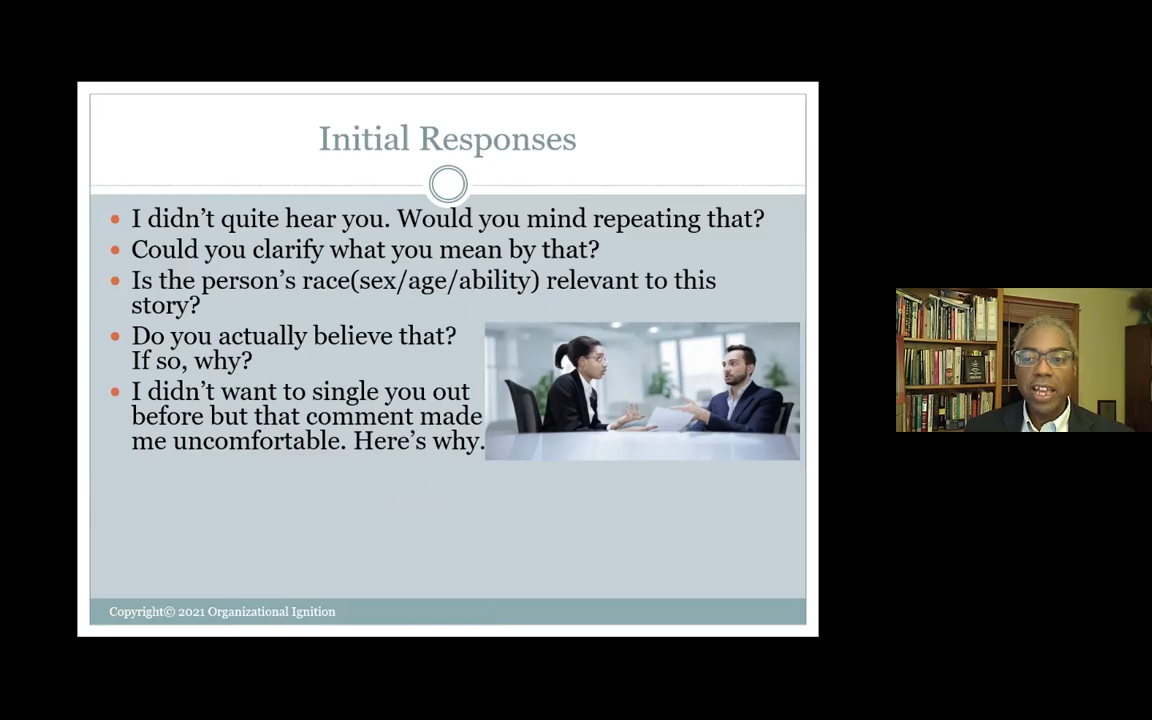 Initial Responses
I didn't quite hear you. Would you mind repeating that?
Could you clarify what you mean by that?
Is the person's race(sex/age/ability) relevant to this
story?
Do you actually believe that?
If so, why?
I didn't want to single you out
before but that comment made
me uncomfortable. Here's why.
Copyright© 2021 Organizational Ignition